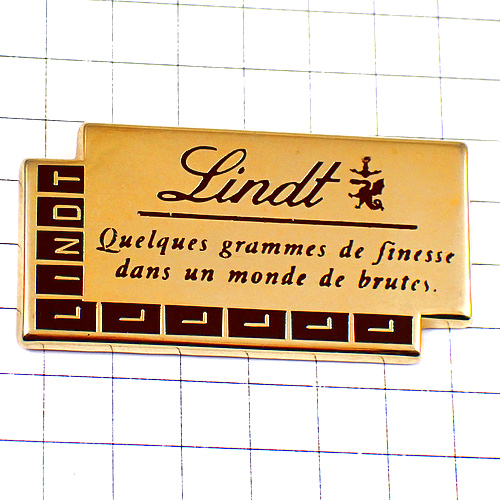 Lindt
Quelques grammes de finesse
dans un monde de brutes.
LINDT
L L L L L